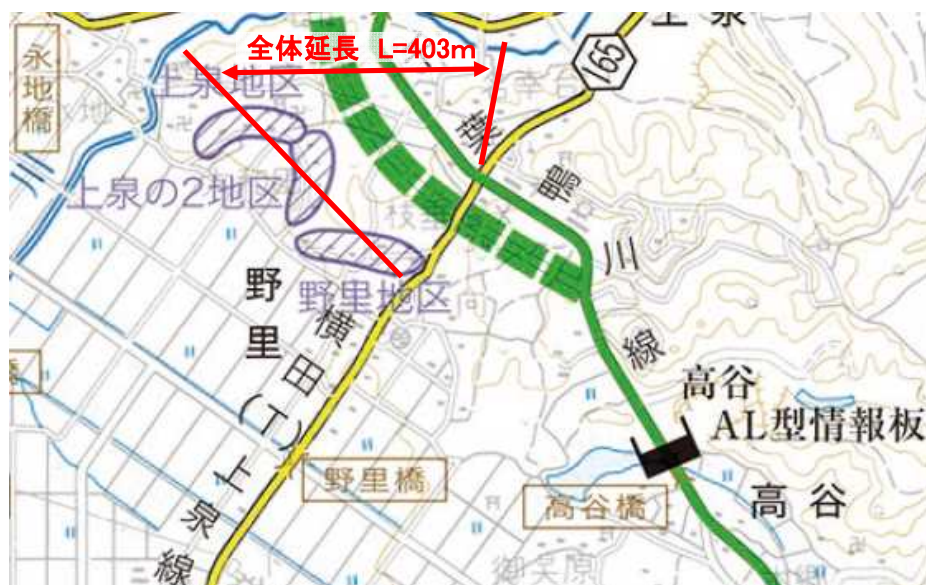 全体延長 L=403m
上泉
165
永地橋
上泉地区
上泉の2地区
野里地区
野里
横田(T)上泉線
鴨川線
高谷
AL型情報板
高谷
野里橋
高谷橋